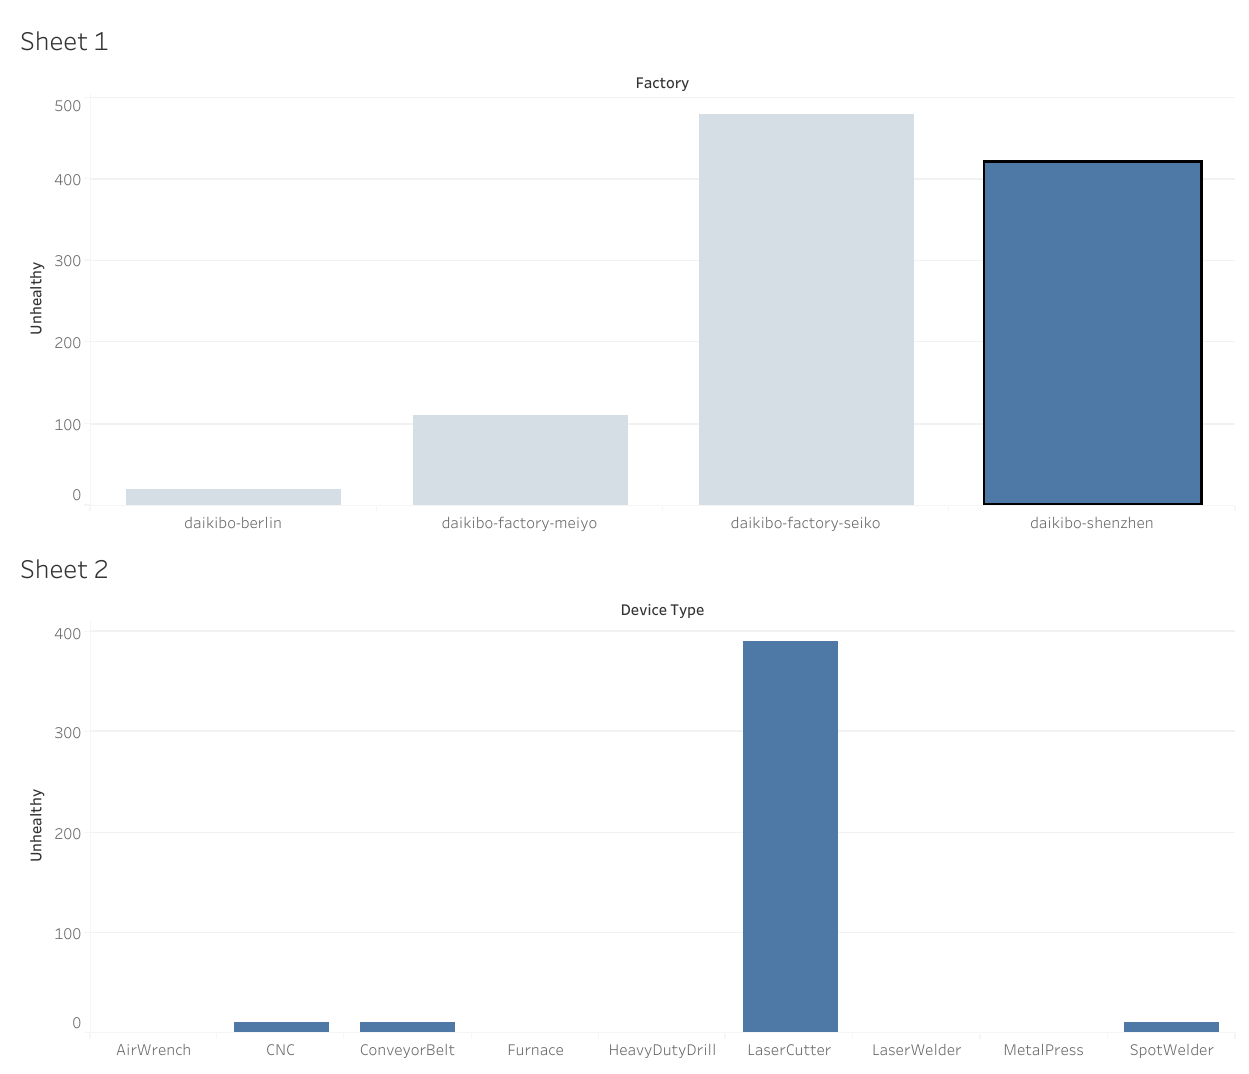 Sheet 1
Factory
500
400
300
200
100
0
Unhealthy
daikibo-berlin daikibo-factory-meiyo daikibo-factory-seiko daikibo-shenzhen
Sheet 2
Device Type
400
300
200
100
0
Unhealthy
AirWrench CNC ConveyorBelt Furnace HeavyDutyDrill LaserCutter LaserWelder MetalPress SpotWelder